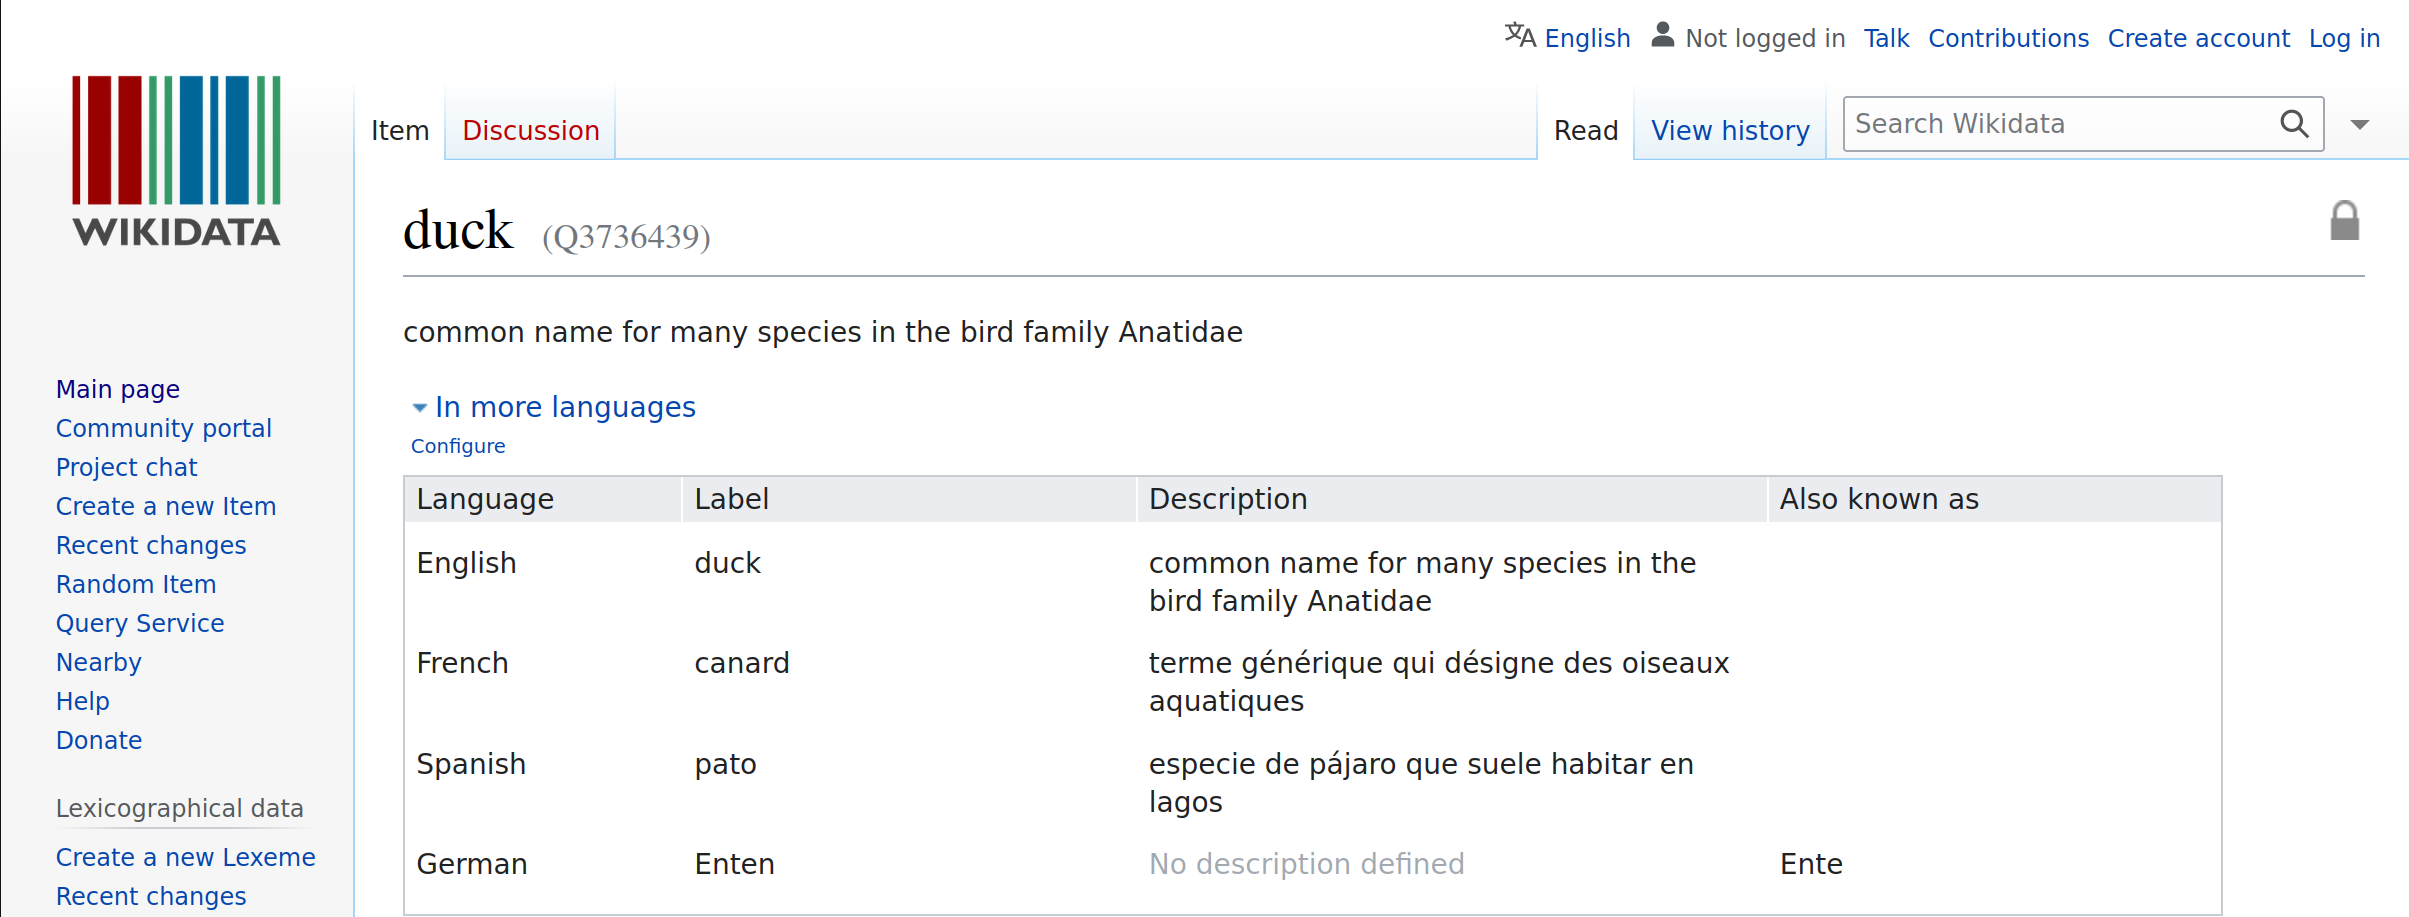 English Not logged in Talk Contributions Create account Log in
WIKIDATA
Item Discussion Read View history Search Wikidata
duck (Q3736439)
common name for many species in the bird family Anatidae
In more languages
Configure
Language Label Description Also known as
English duck common name for many species in the
bird family Anatidae
French canard terme générique qui désigne des oiseaux
aquatiques
Spanish pato especie de pájaro que suele habitar en
lagos
German Enten No description defined Ente
Main page
Community portal
Project chat
Create a new Item
Recent changes
Random Item
Query Service
Nearby
Help
Donate
Lexicographical data
Create a new Lexeme
Recent changes